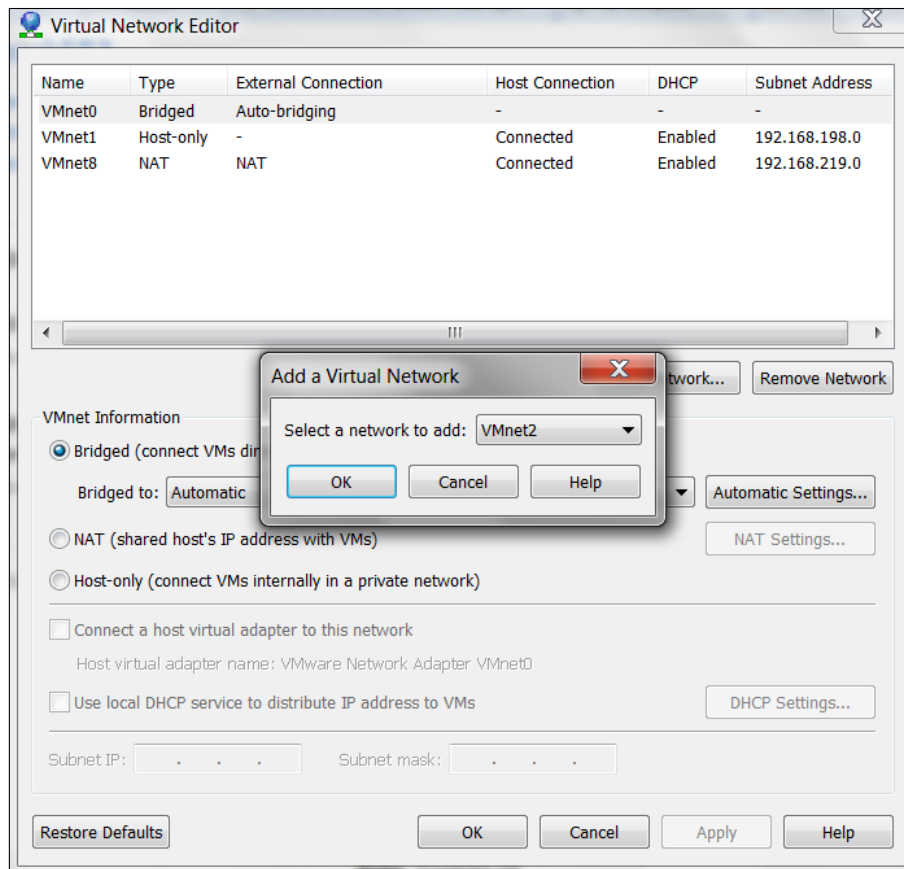 Virtual Network Editor
Name Type External Connection Host Connection DHCP Subnet Address
VMnet0 Bridged Auto-bridging - - -
VMnet1 Host-only - Connected Enabled 192.168.198.0
VMnet8 NAT NAT Connected Enabled 192.168.219.0
Add a Virtual Network
twork... Remove Network
Select a network to add: VMnet2
OK Cancel Help
VMnet Information
Bridged (connect VMs dir
Bridged to: Automatic Automatic Settings...
NAT (shared host's IP address with VMs) NAT Settings...
Host-only (connect VMs internally in a private network)
Connect a host virtual adapter to this network
Host virtual adapter name: VMware Network Adapter VMnet0
Use local DHCP service to distribute IP address to VMs DHCP Settings...
Subnet IP: . . . Subnet mask: . . .
Restore Defaults OK Cancel Apply Help